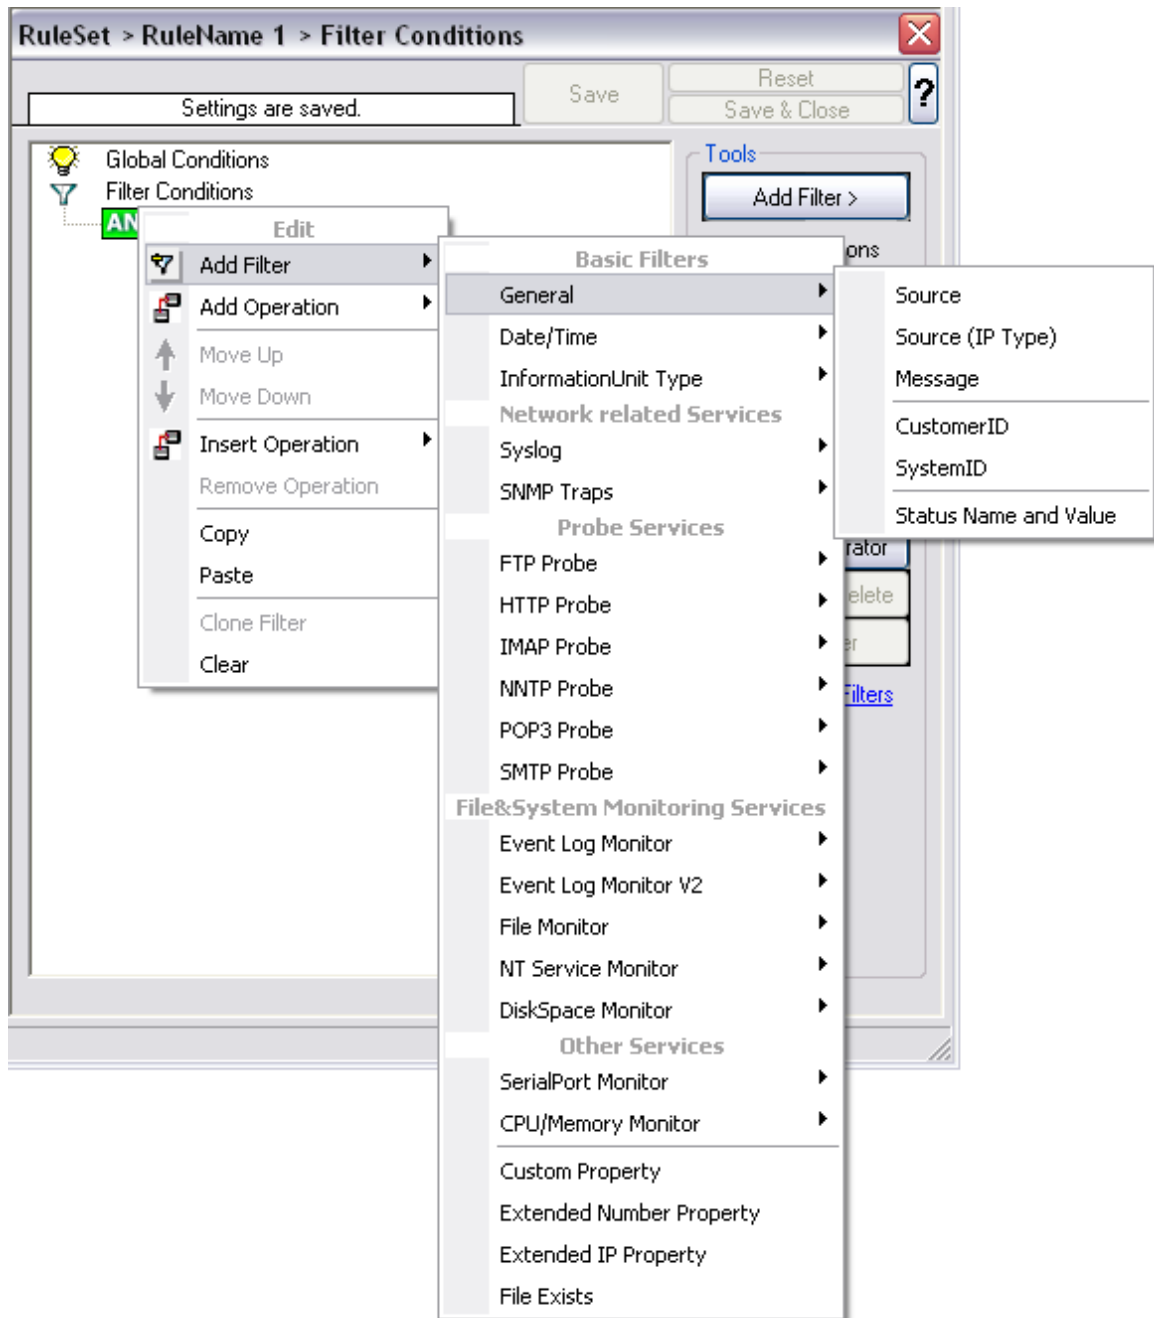 RuleSet > RuleName 1 > Filter Conditions
Save
Reset
Save & Close
?
Settings are saved.
Global Conditions
Filter Conditions
AN
Tools
Add Filter >
ons
rator
elete
er
Filters
Edit
Add Filter
Add Operation
Move Up
Move Down
Insert Operation
Remove Operation
Copy
Paste
Clone Filter
Clear
Basic Filters
General
Date/Time
InformationUnit Type
Network related Services
Syslog
SNMP Traps
Probe Services
FTP Probe
HTTP Probe
IMAP Probe
NNTP Probe
POP3 Probe
SMTP Probe
File&System Monitoring Services
Event Log Monitor
Event Log Monitor V2
File Monitor
NT Service Monitor
DiskSpace Monitor
Other Services
SerialPort Monitor
CPU/Memory Monitor
Custom Property
Extended Number Property
Extended IP Property
File Exists
Source
Source (IP Type)
Message
CustomerID
SystemID
Status Name and Value